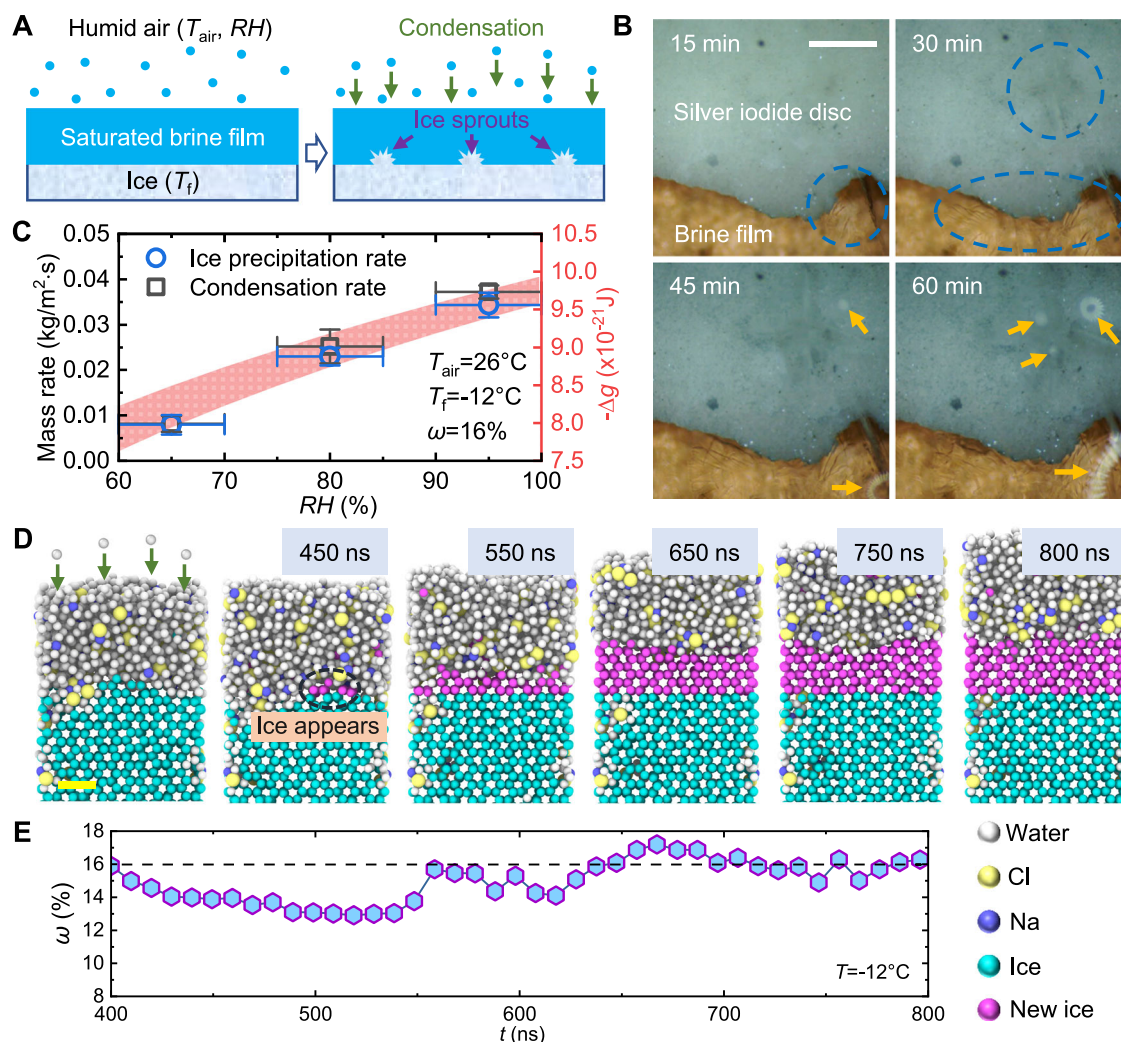 A
Humid air (Tair, RH)
Condensation
Saturated brine film
Ice sprouts
Ice (Tf)
B
15 min
30 min
Silver iodide disc
Brine film
45 min
60 min
C
Ice precipitation rate
Condensation rate
Tair=26°C
Tf=-12°C
ω=16%
Mass rate (kg/m²·s)
0.05
0.04
0.03
0.02
0.01
0.00
60
70
80
90
100
RH (%)
10.5
10.0
9.5
9.0
8.5
8.0
7.5
-Δg (x10-21J)
D
450 ns
550 ns
650 ns
750 ns
800 ns
Ice appears
E
ω (%)
18
16
14
12
10
8
400
500
600
700
800
t (ns)
T=-12°C
Water
Cl
Na
Ice
New ice